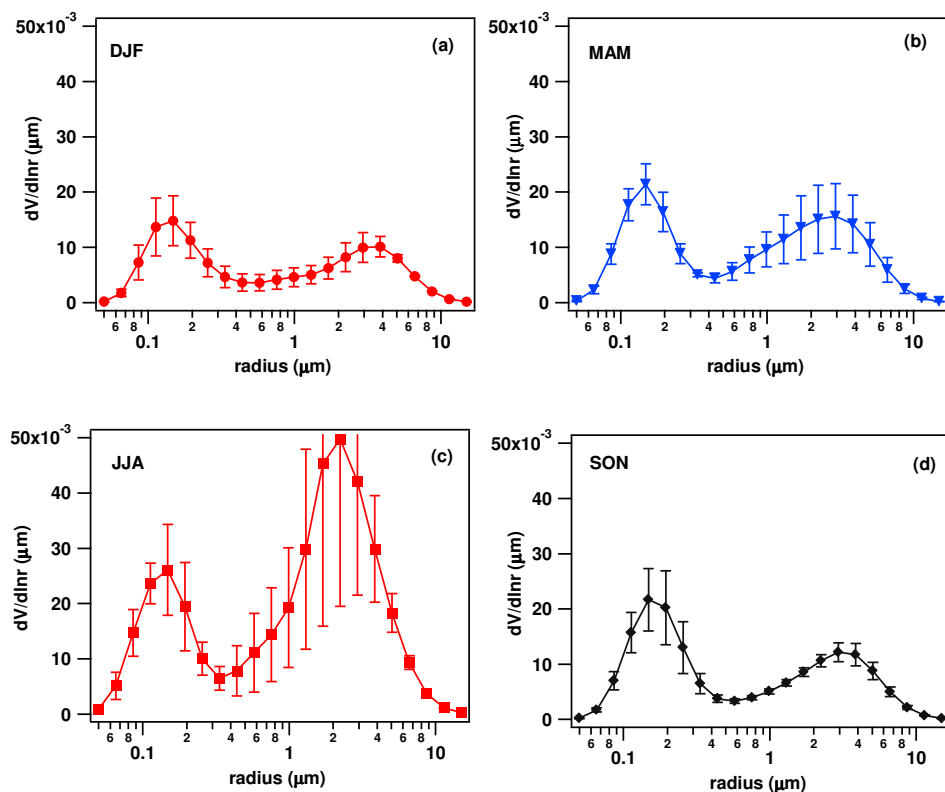 50x10⁻³
DJF
(a)
40
30
20
10
0
dV/dlnr (μm)
6 8 2 4 6 8 2 4 6 8
0.1 1 10
radius (μm)
50x10⁻³
MAM
(b)
40
30
20
10
0
dV/dlnr (μm)
6 8 2 4 6 8 2 4 6 8
0.1 1 10
radius (μm)
50x10⁻³
JJA
(c)
40
30
20
10
0
dV/dlnr (μm)
6 8 2 4 6 8 2 4 6 8
0.1 1 10
radius (μm)
50x10⁻³
SON
(d)
40
30
20
10
0
dV/dlnr (μm)
6 8 2 4 6 8 2 4 6 8
0.1 1 10
radius (μm)